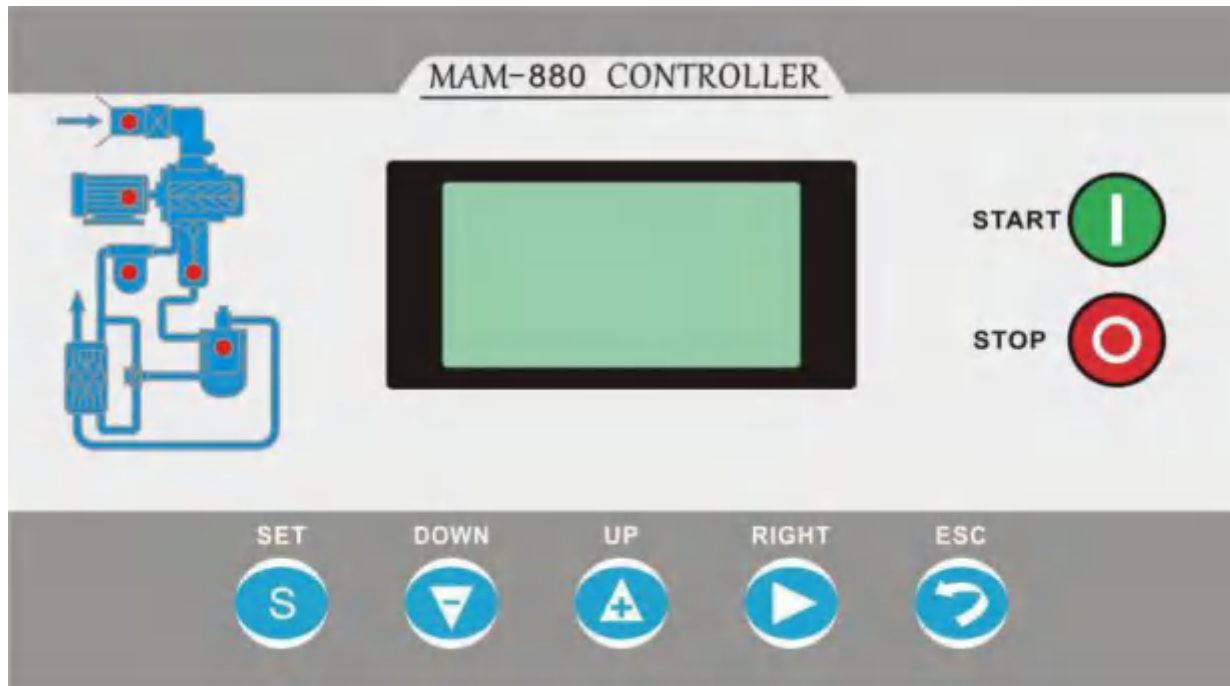 MAM-880 CONTROLLER
START
STOP
SET DOWN UP RIGHT ESC
S - +